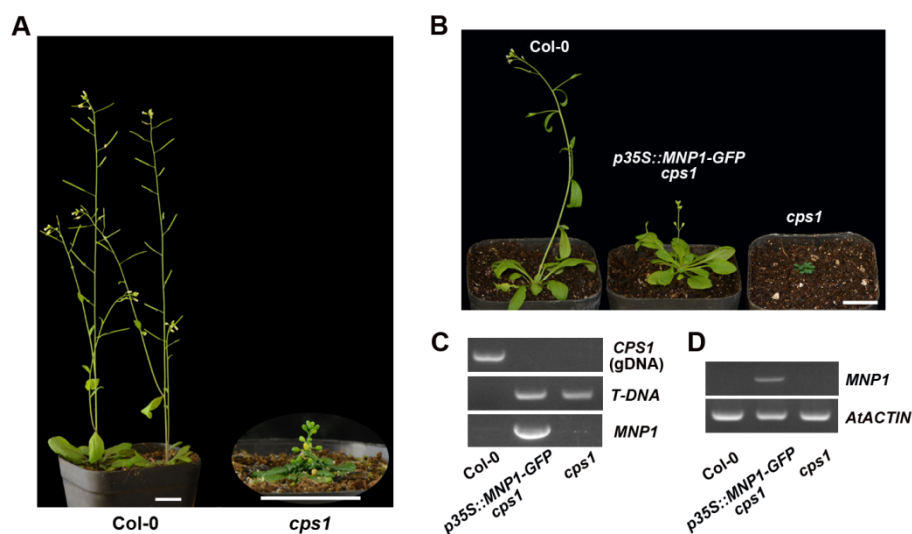 A
Col-0
cps1
B
Col-0
p35S::MNP1-GFP
cps1
cps1
C
CPS1
(gDNA)
T-DNA
MNP1
Col-0
p35S::MNP1-GFP
cps1
cps1
D
MNP1
AtACTIN
Col-0
p35S::MNP1-GFP
cps1
cps1